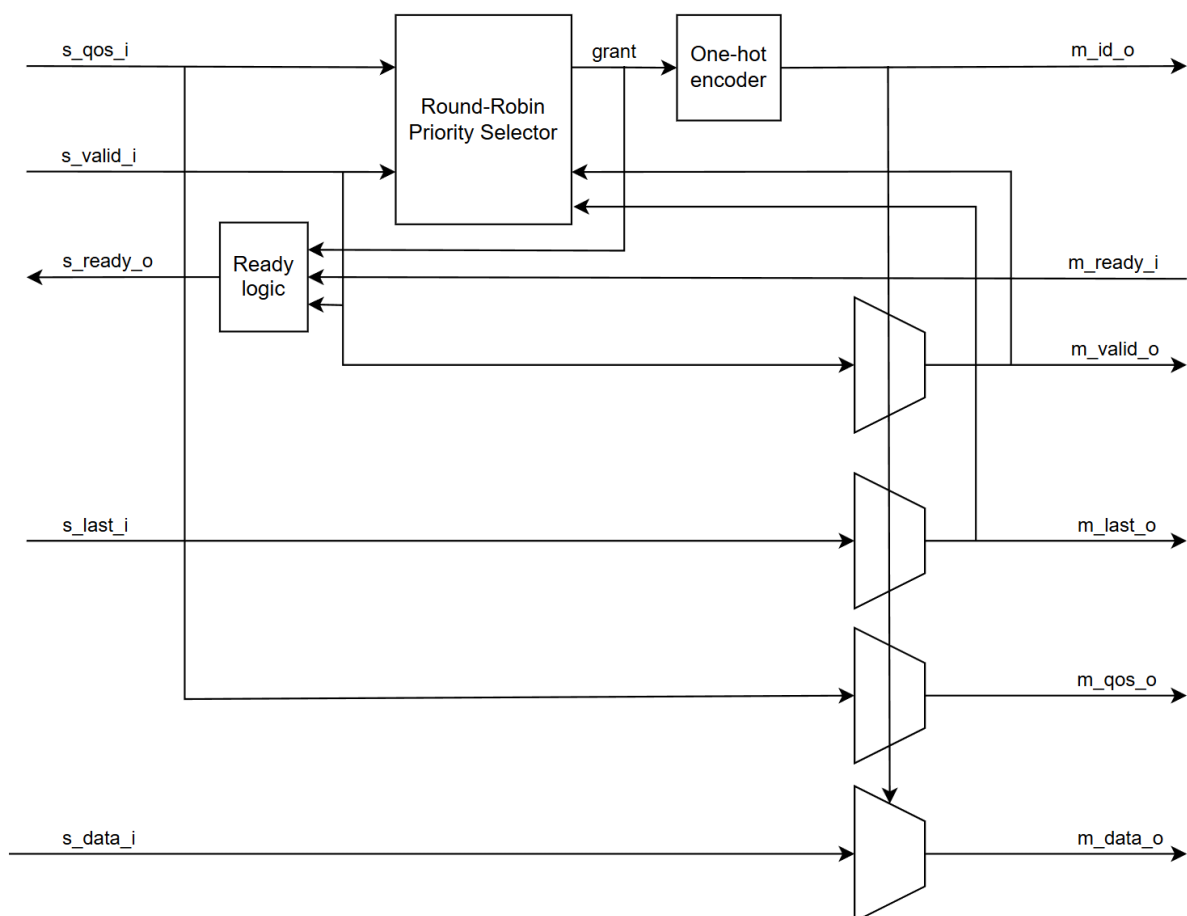 s_qos_i
grant
One-hot
encoder
m_id_o
Round-Robin
Priority Selector
s_valid_i
s_ready_o
Ready
logic
m_ready_i
m_valid_o
s_last_i
m_last_o
m_qos_o
s_data_i
m_data_o